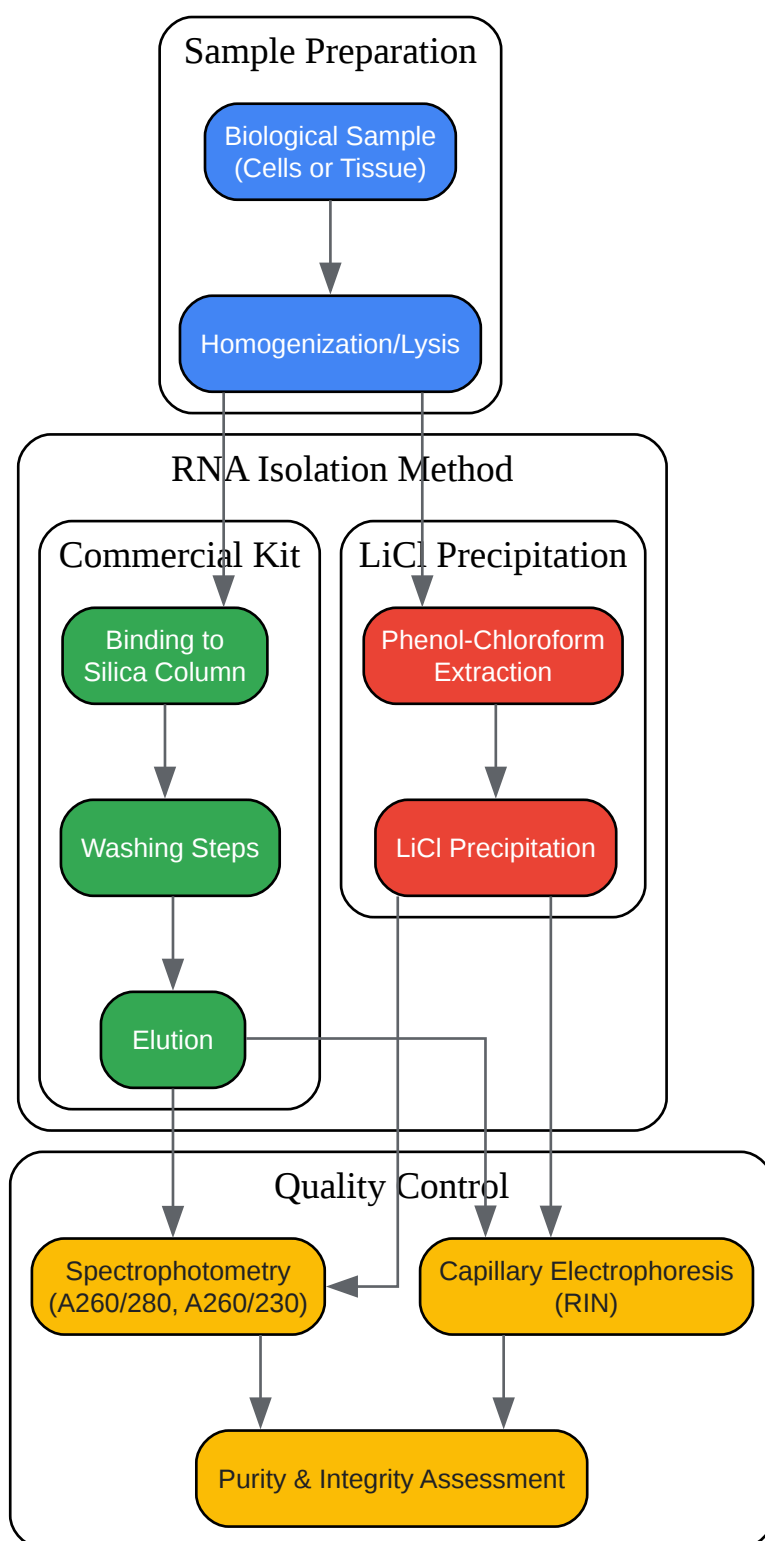 Sample Preparation
Biological Sample
(Cells or Tissue)
Homogenization/Lysis
RNA Isolation Method
Commercial Kit
Binding to
Silica Column
Washing Steps
Elution
LiCl Precipitation
Phenol-Chloroform
Extraction
LiCl Precipitation
Quality Control
Spectrophotometry
(A260/280, A260/230)
Capillary Electrophoresis
(RIN)
Purity & Integrity Assessment